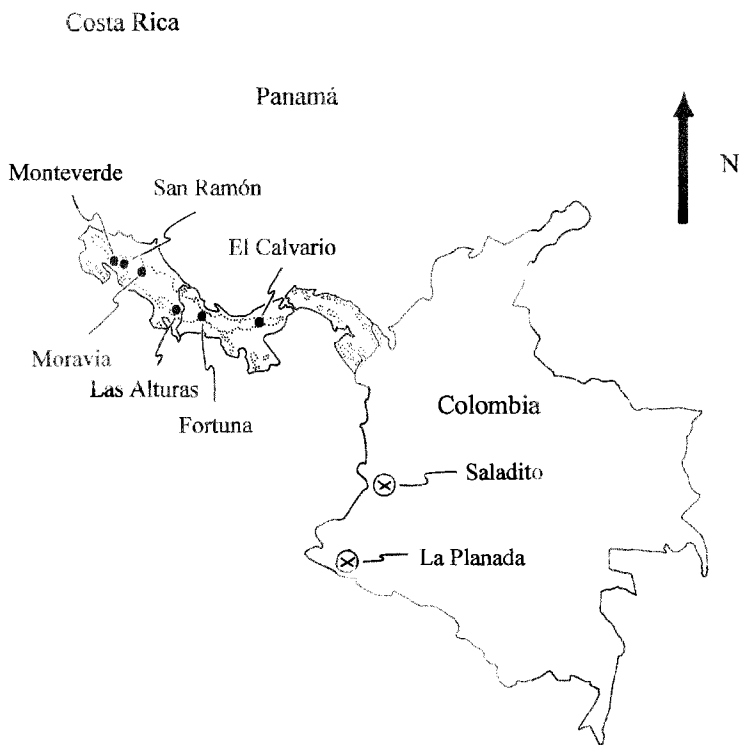 Costa Rica
Panamá
N
Monteverde
San Ramón
El Calvario
Moravia
Las Alturas
Fortuna
Colombia
Saladito
La Planada